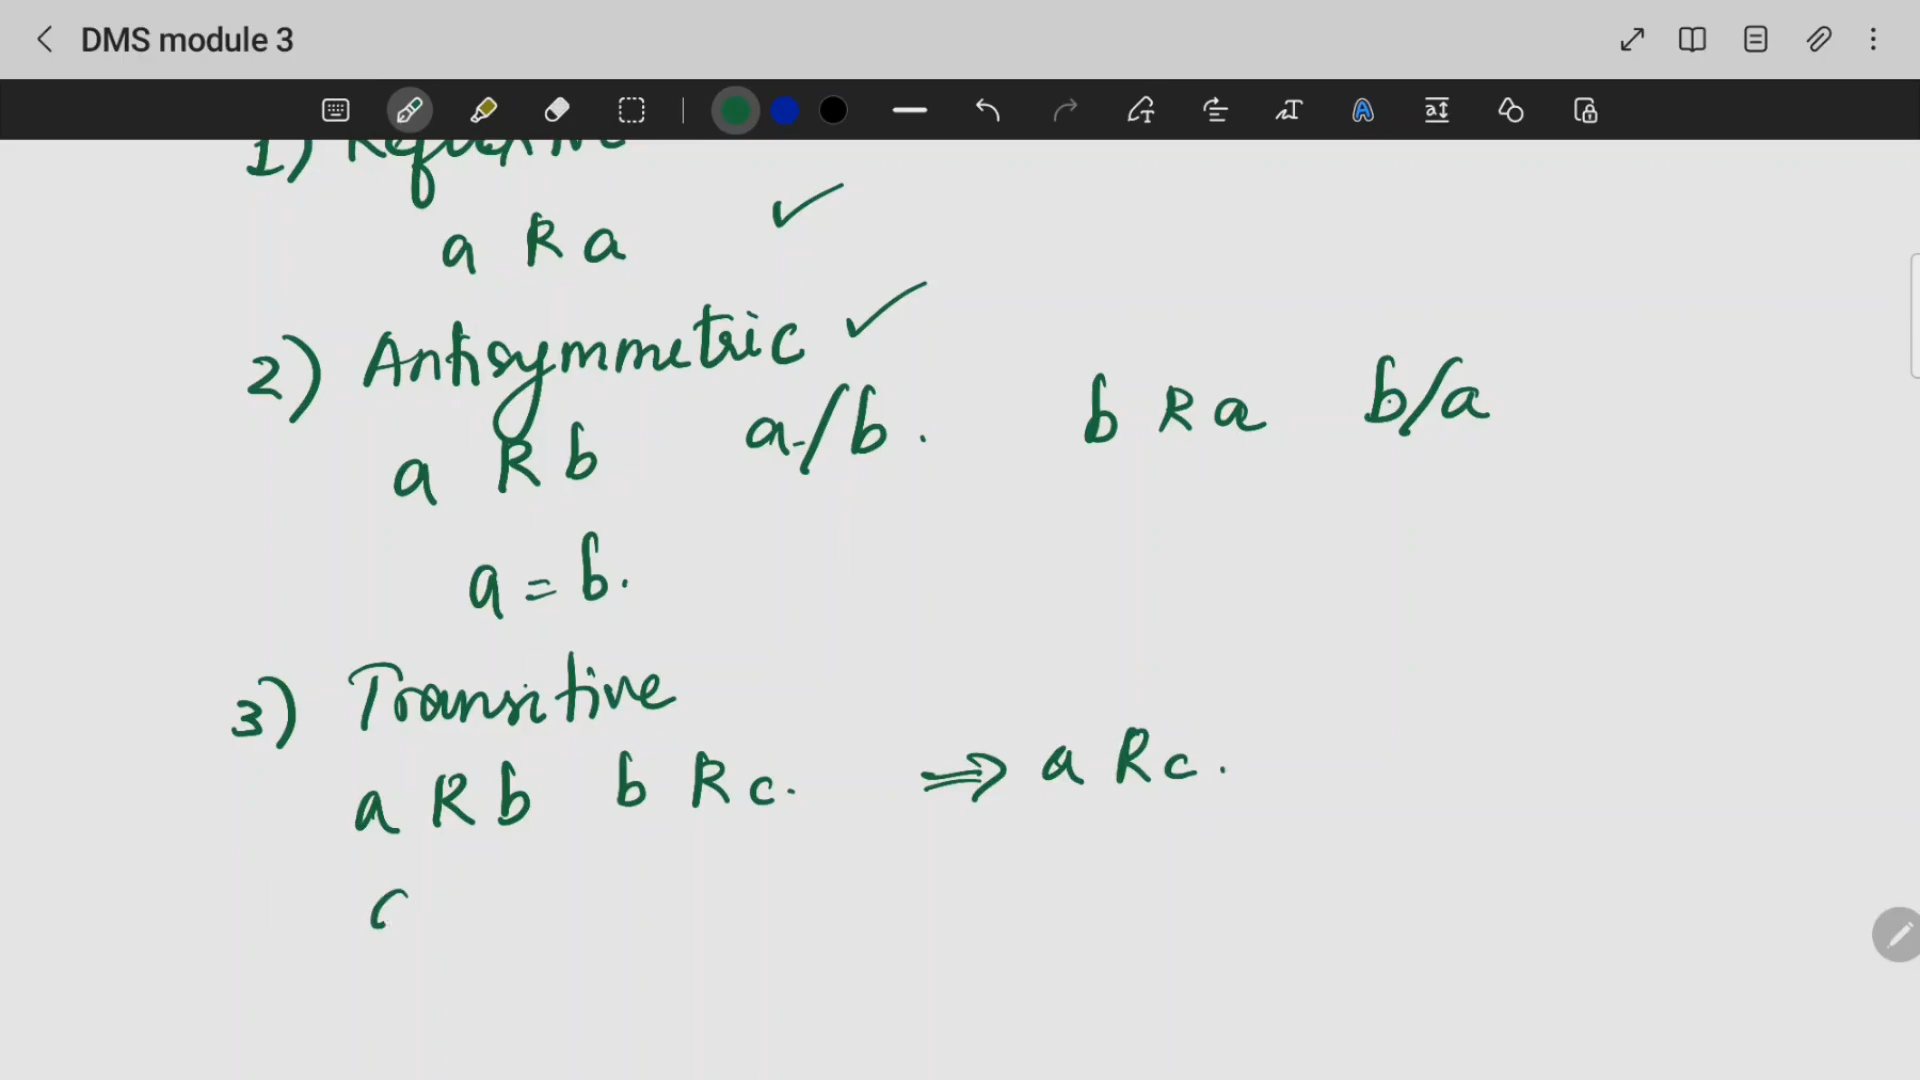 DMS module 3
1) Reflexive
a R a ✓
2) Antisymmetric ✓
a R b a/b. b R a b/a
a = b.
3) Transitive
a R b b R c. ⇒ a R c.